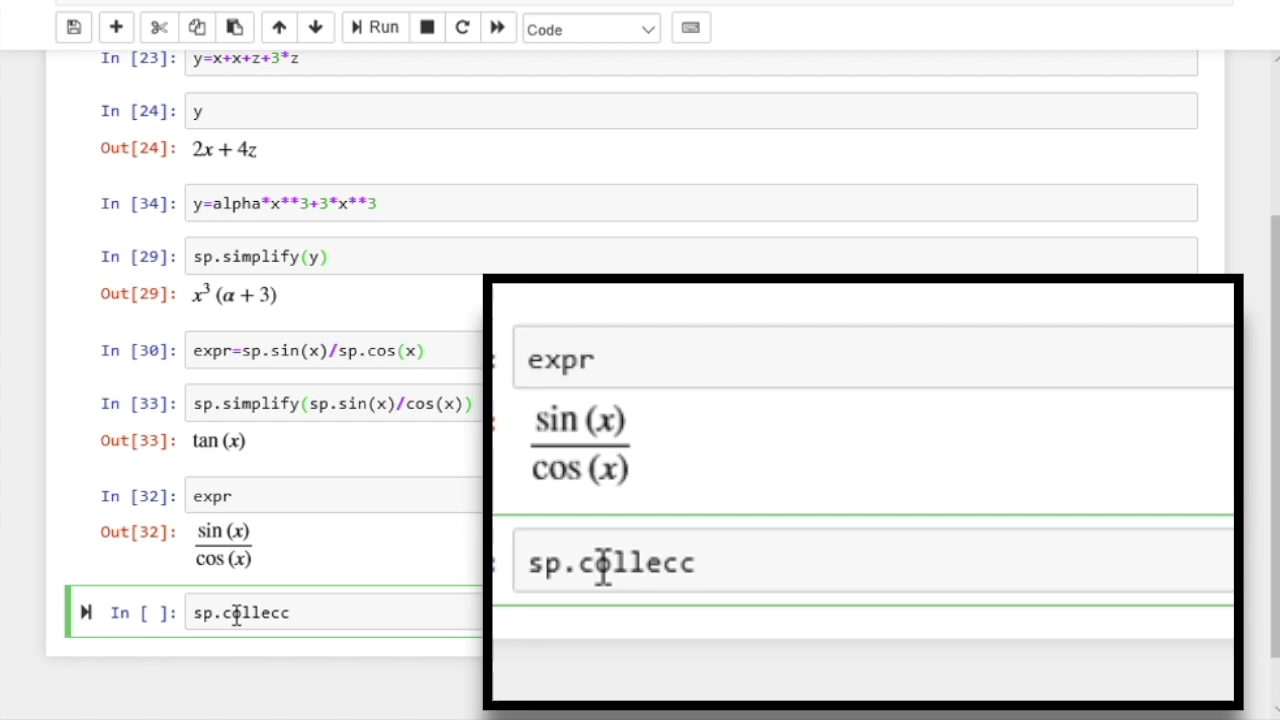 Run
Code
In [23]: y=x+x+z+3*z
In [24]: y
Out[24]: 2x + 4z
In [34]: y=alpha*x**3+3*x**3
In [29]: sp.simplify(y)
Out[29]: x³ (α + 3)
In [30]: expr=sp.sin(x)/sp.cos(x)
In [33]: sp.simplify(sp.sin(x)/cos(x))
Out[33]: tan (x)
In [32]: expr
Out[32]: sin (x)
cos (x)
In [ ]: sp.collecc
expr
sin (x)
cos (x)
sp.collecc